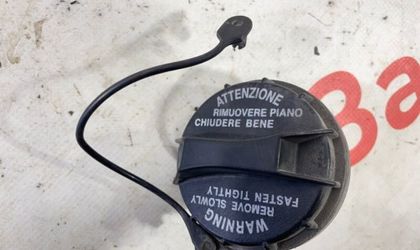 ATTENZIONE
RIMUOVERE PIANO
CHIUDERE BENE
WARNING
REMOVE SLOWLY
FASTEN TIGHTLY